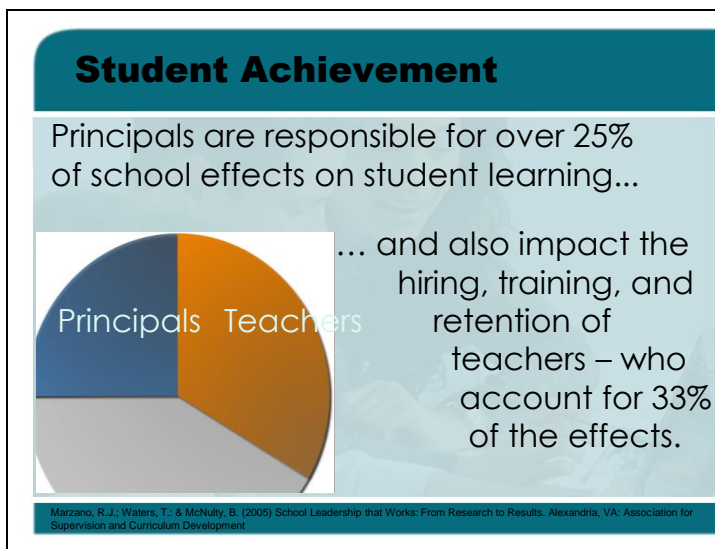 Student Achievement
Principals are responsible for over 25%
of school effects on student learning...
... and also impact the
hiring, training, and
retention of
teachers – who
account for 33%
of the effects.
Principals Teachers
Marzano, R.J.; Waters, T.: & McNulty, B. (2005) School Leadership that Works: From Research to Results. Alexandria, VA: Association for
Supervision and Curriculum Development